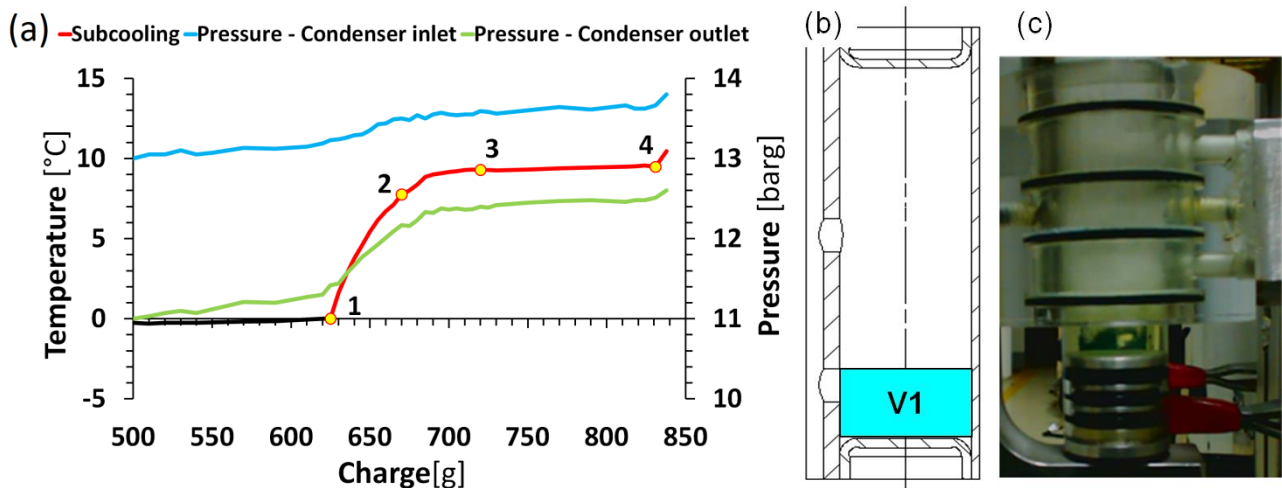 (a) Subcooling Pressure - Condenser inlet Pressure - Condenser outlet
15
10
5
0
-5
Temperature [°C]
14
13
12
11
10
Pressure [barg]
1
2
3
4
500 550 600 650 700 750 800 850
Charge[g]
(b)
V1
(c)